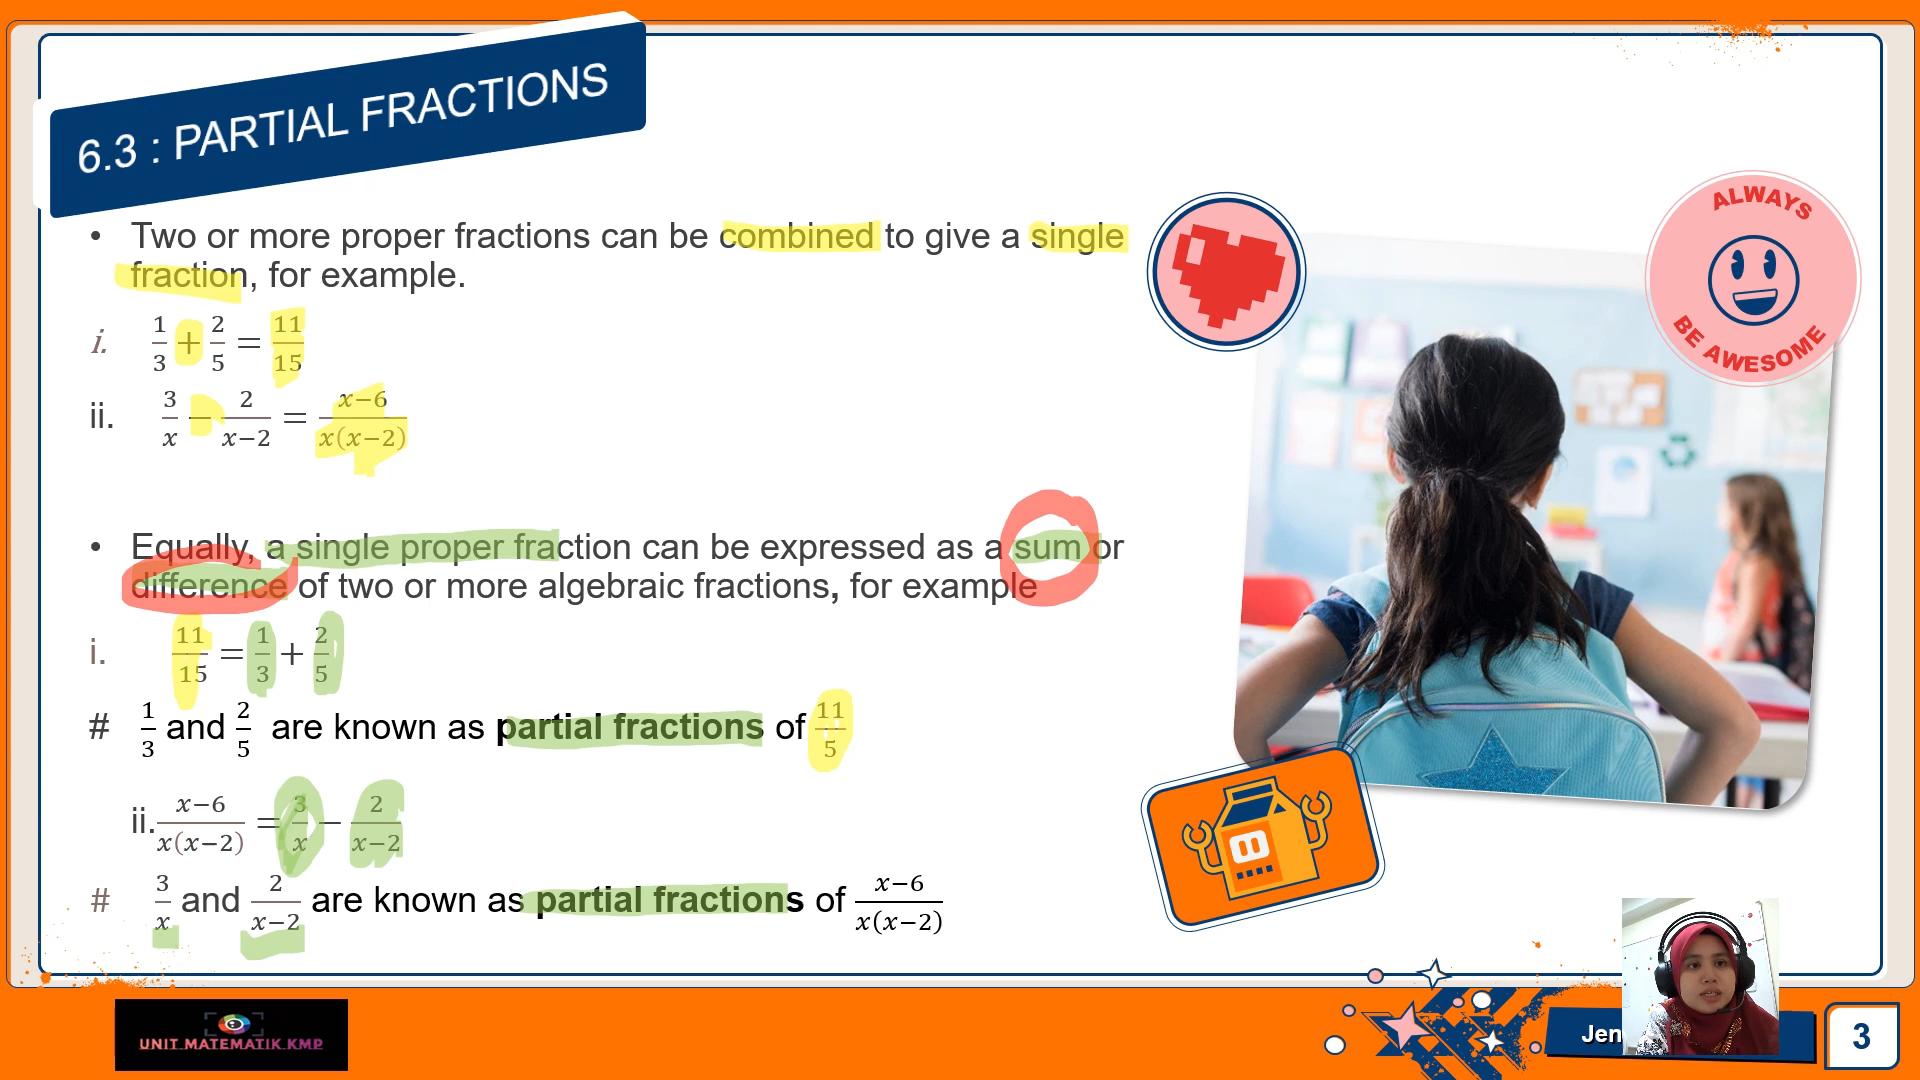 6.3 : PARTIAL FRACTIONS
• Two or more proper fractions can be combined to give a single
fraction, for example.
i. 1/3 + 2/5 = 11/15
ii. 3/x − 2/(x−2) = (x−6)/(x(x−2))
• Equally, a single proper fraction can be expressed as a sum or
difference of two or more algebraic fractions, for example
i. 11/15 = 1/3 + 2/5
# 1/3 and 2/5 are known as partial fractions of 11/5
ii. (x−6)/(x(x−2)) = 3/x − 2/(x−2)
# 3/x and 2/(x−2) are known as partial fractions of (x−6)/(x(x−2))
ALWAYS
BE AWESOME
UNIT MATEMATIK KMP
3